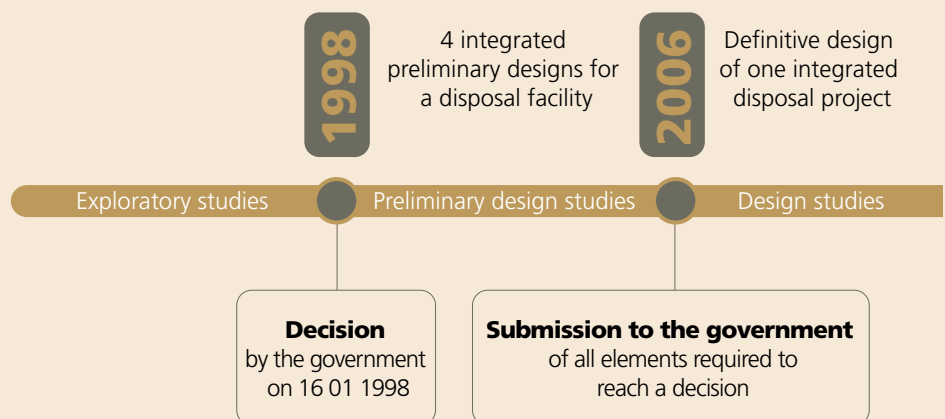 1998
4 integrated
preliminary designs for
a disposal facility
2006
Definitive design
of one integrated
disposal project
Exploratory studies
Preliminary design studies
Design studies
Decision
by the government
on 16 01 1998
Submission to the government
of all elements required to
reach a decision